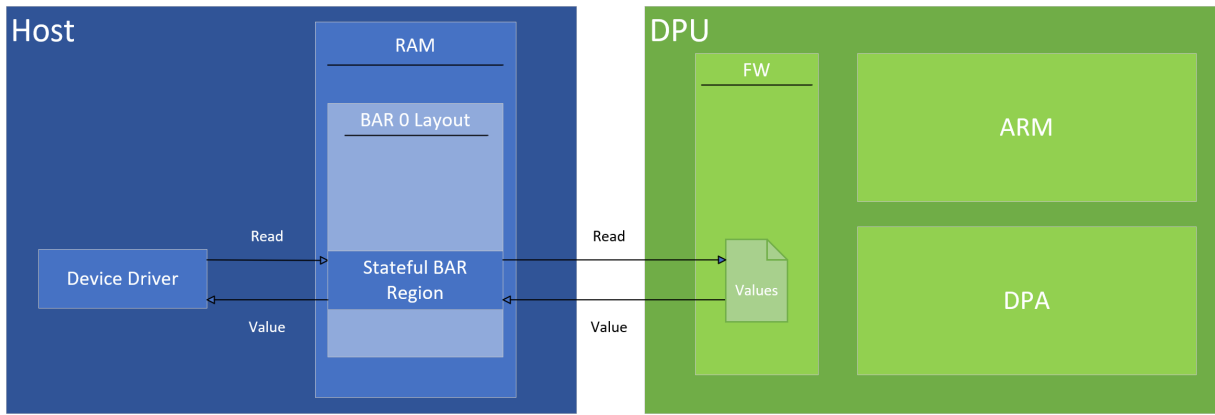 Host
RAM
BAR 0 Layout
Read
Device Driver
Stateful BAR
Region
Value
Read
Value
DPU
FW
Values
ARM
DPA